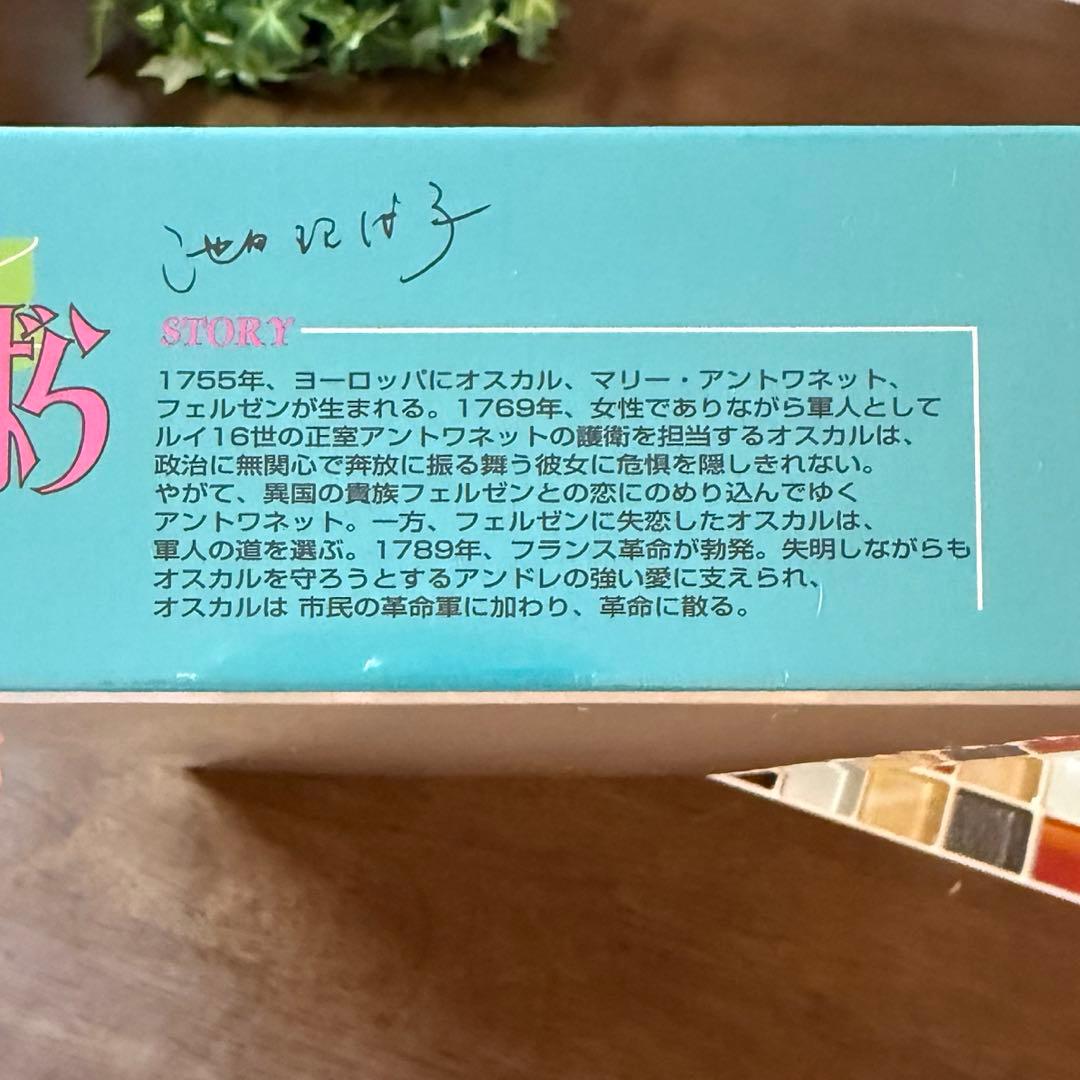 池田理代子
ばら
STORY
1755年、ヨーロッパにオスカル、マリー・アントワネット、
フェルゼンが生まれる。1769年、女性でありながら軍人として
ルイ16世の正室アントワネットの護衛を担当するオスカルは、
政治に無関心で奔放に振る舞う彼女に危惧を隠しきれない。
やがて、異国の貴族フェルゼンとの恋にのめり込んでゆく
アントワネット。一方、フェルゼンに失恋したオスカルは、
軍人の道を選ぶ。1789年、フランス革命が勃発。失明しながらも
オスカルを守ろうとするアンドレの強い愛に支えられ、
オスカルは 市民の革命軍に加わり、革命に散る。